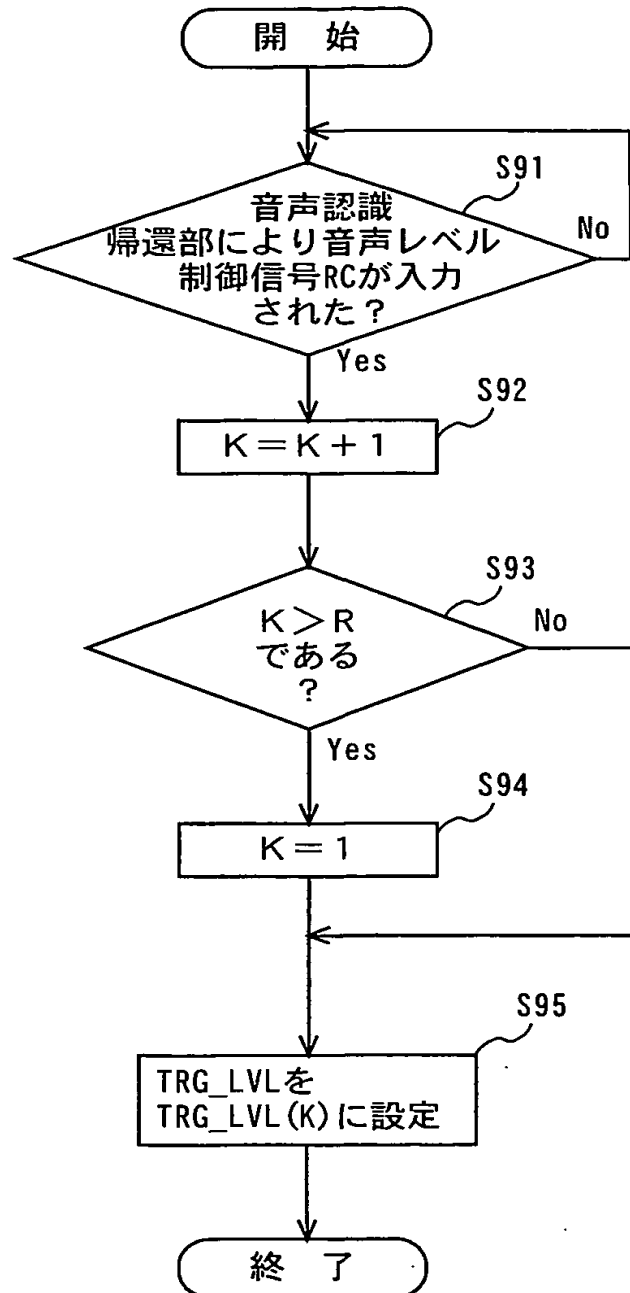 開 始
S91
音声認識
帰還部により音声レベル
制御信号RCが入力
された？
No
Yes
S92
K＝K＋1
S93
K＞R
である
？
No
Yes
S94
K＝1
S95
TRG_LVLを
TRG_LVL(K)に設定
終 了